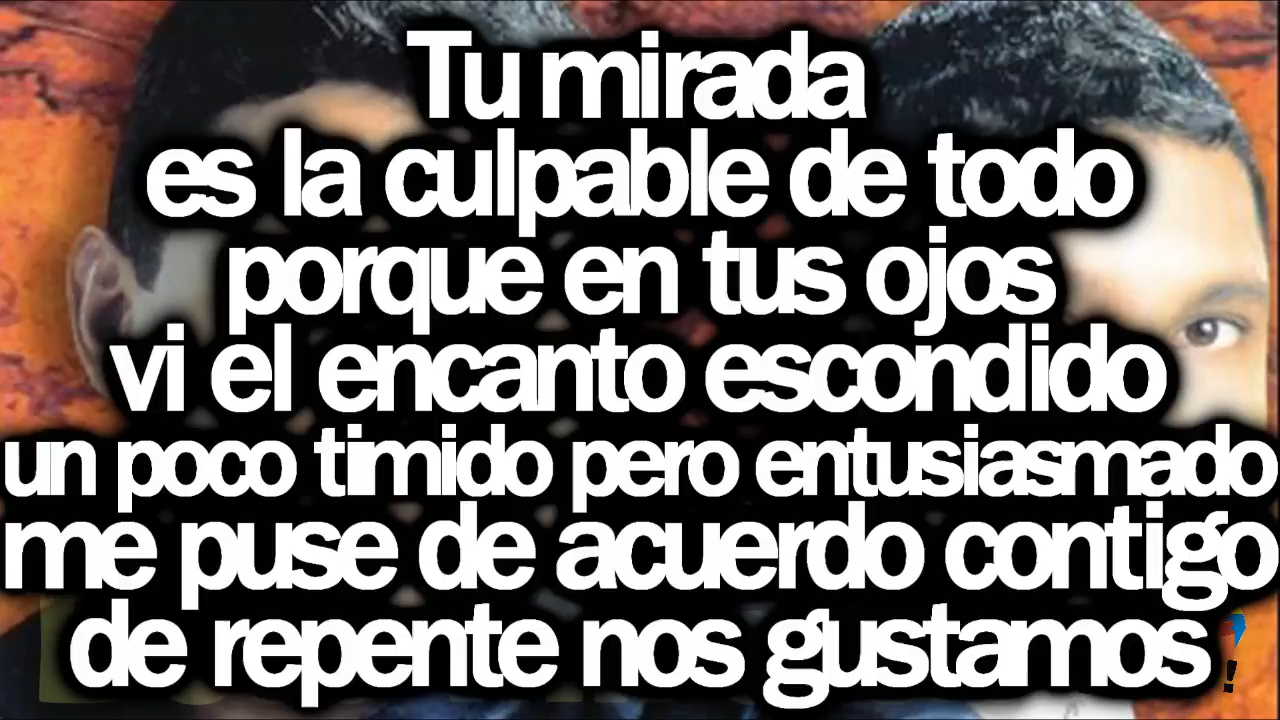 Tu mirada
es la culpable de todo
porque en tus ojos
vi el encanto escondido
un poco timido pero entusiasmado
me puse de acuerdo contigo
de repente nos gustamos